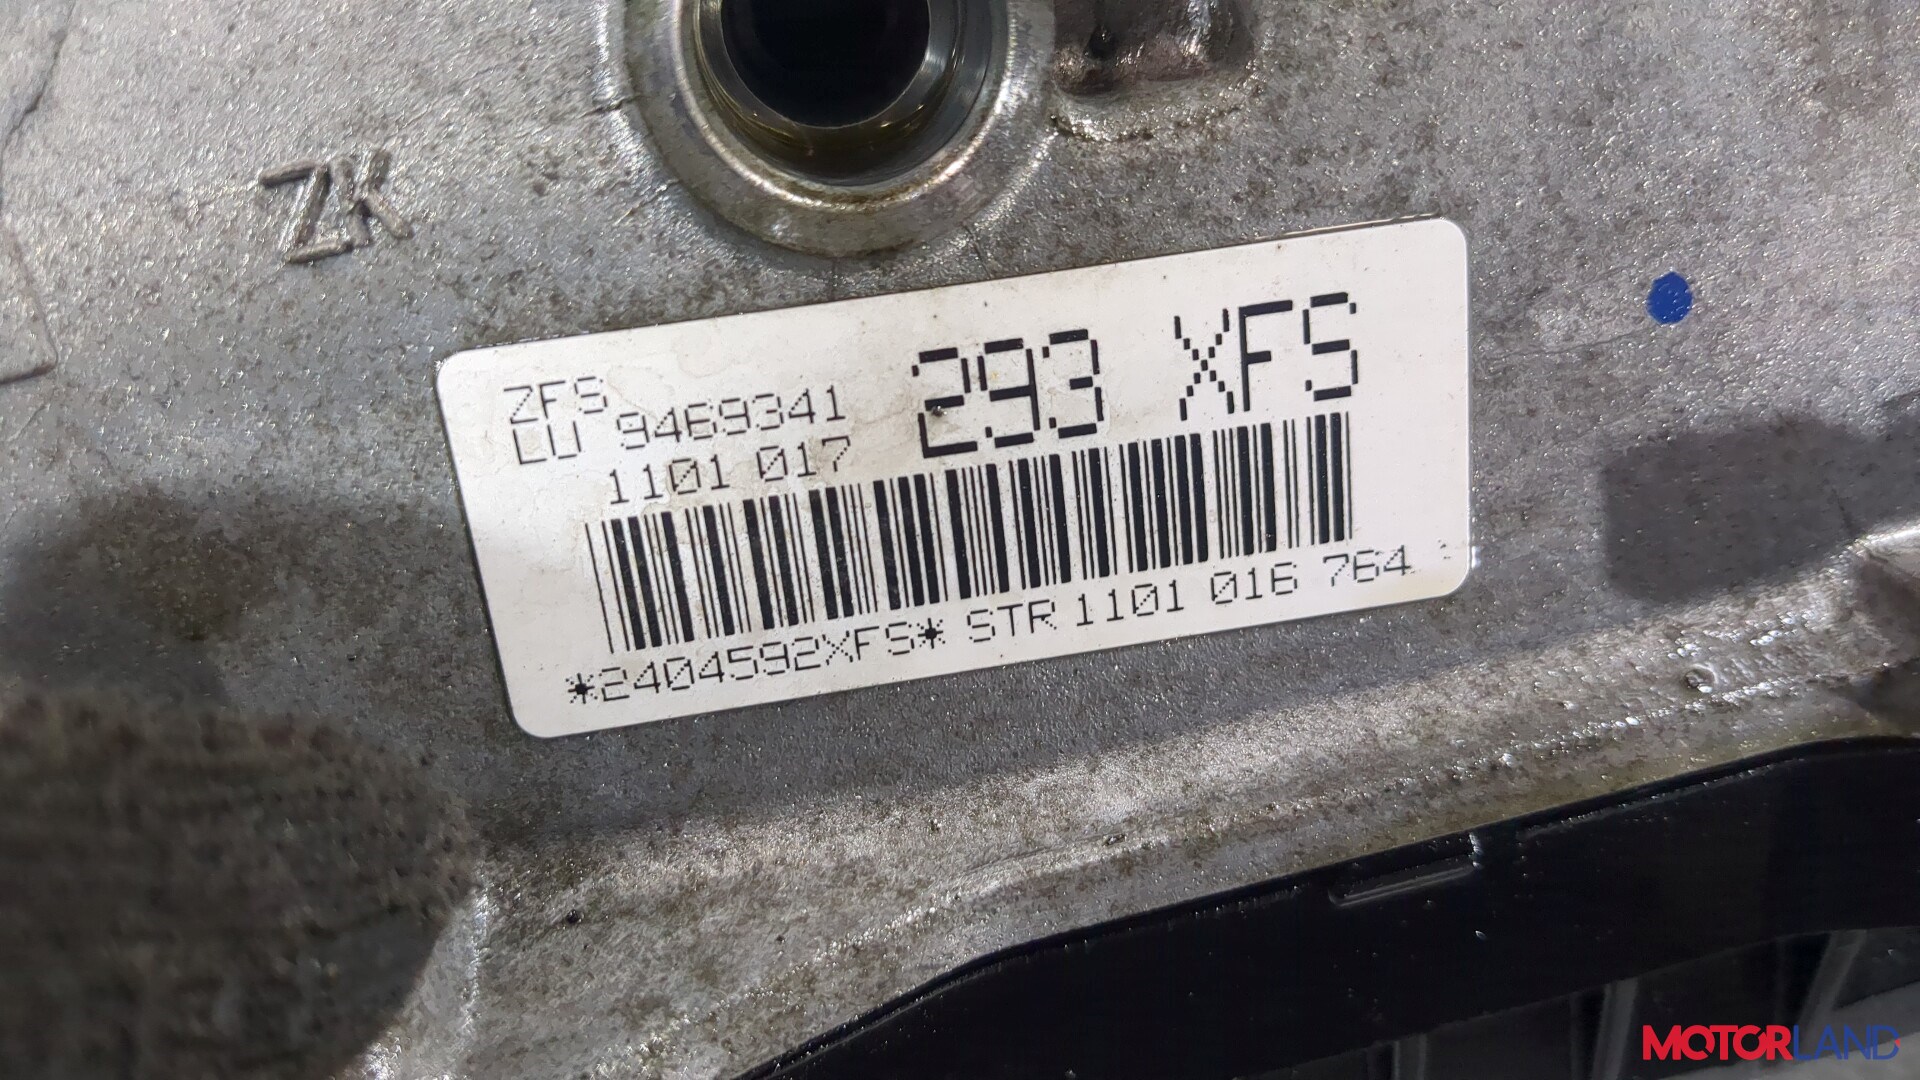 ZK
ZFS
LU 9469341 293 XFS
1101 017
*2404592XFS* STR 1101 016 764
MOTORLAND